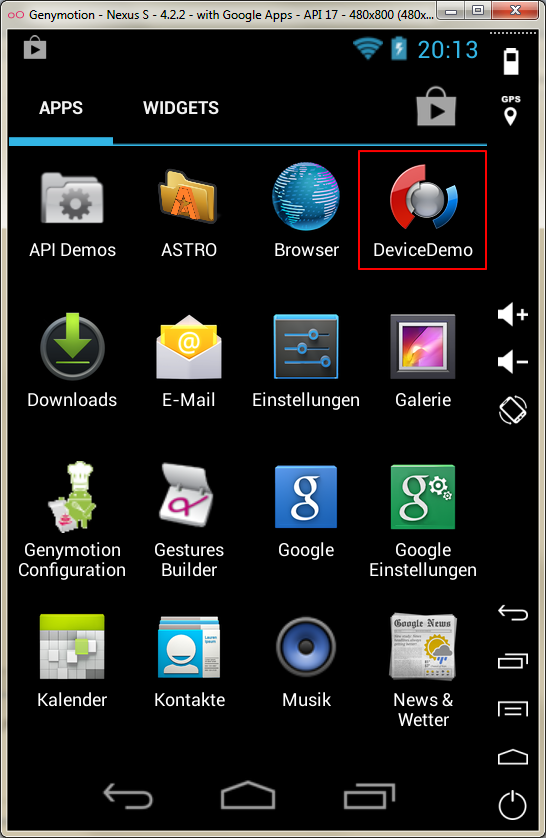 Genymotion - Nexus S - 4.2.2 - with Google Apps - API 17 - 480x800 (480x...
20:13
GPS
APPS WIDGETS
API Demos ASTRO Browser DeviceDemo
@
Downloads E-Mail Einstellungen Galerie
g g
Genymotion Configuration
Gestures Builder
Google
Google Einstellungen
Google News
Kalender Kontakte Musik News & Wetter